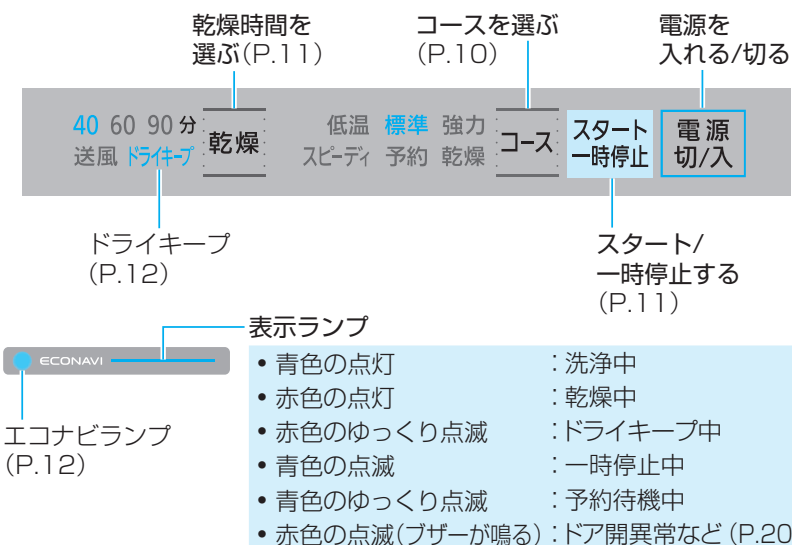 乾燥時間を
選ぶ(P.11)
コースを選ぶ
(P.10)
電源を
入れる/切る
40 60 90 分
送風 ドライキープ
乾燥
低温 標準 強力
スピーディ 予約 乾燥
コース
スタート
一時停止
電源
切/入
ドライキープ
(P.12)
スタート/
一時停止する
(P.11)
表示ランプ
ECONAVI
エコナビランプ
(P.12)
• 青色の点灯 :洗浄中
• 赤色の点灯 :乾燥中
• 赤色のゆっくり点滅 :ドライキープ中
• 青色の点滅 :一時停止中
• 青色のゆっくり点滅 :予約待機中
• 赤色の点滅(ブザーが鳴る):ドア開異常など(P.20